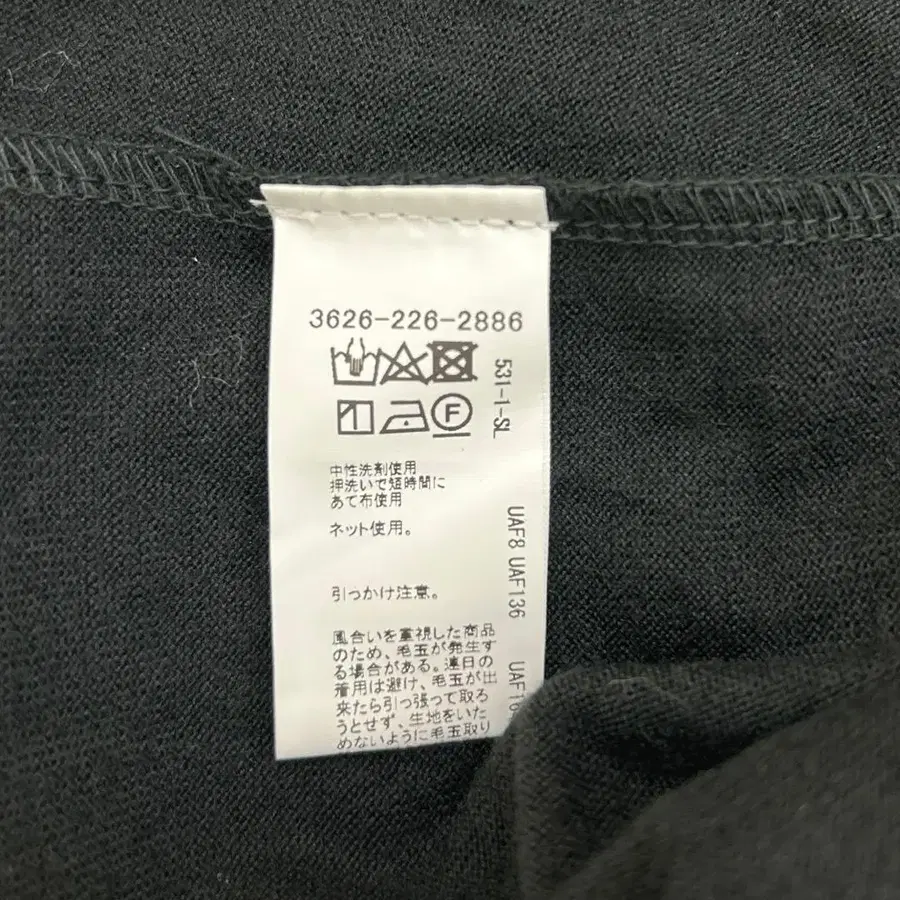 3626-226-2886
F
中性洗剤使用
押洗いで短時間に
あて布使用
ネット使用。
引っかけ注意。
風合いを重視した商品
のため、毛玉が発生す
る場合がある。連日の
着用は避け、毛玉が出
来たら引っ張って取ろ
うとせず、生地をいた
めないように毛玉取り
531-1-SL
UAF8 UAF136